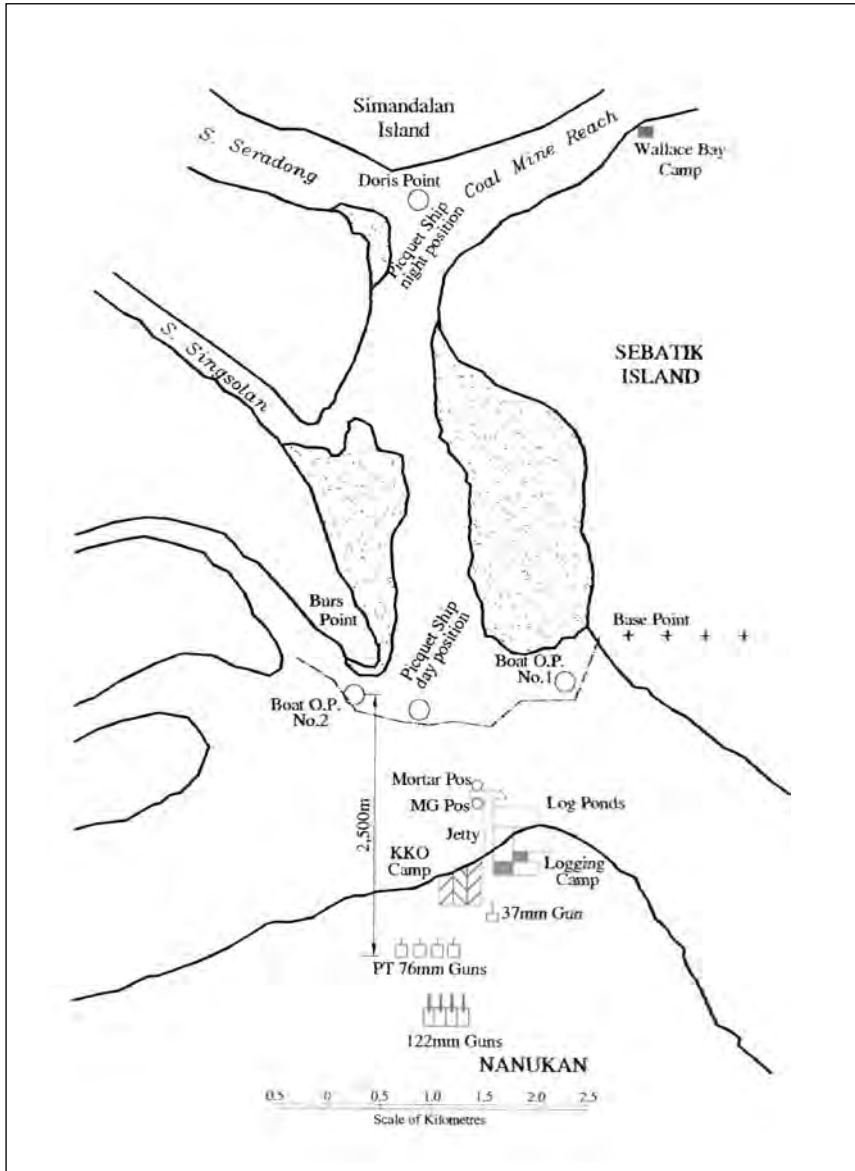 Simandalan
Island
S. Seradong
Doris Point
Coal Mine Reach
Wallace Bay
Camp
Picquet Ship
night position
S. Singsolan
SEBATIK
ISLAND
Burs
Point
Picquet Ship
day position
Base Point
Boat O.P.
No.1
Boat O.P.
No.2
2,500m
Mortar Pos
MG Pos
Log Ponds
Jetty
KKO
Camp
Logging
Camp
37mm Gun
PT 76mm Guns
122mm Guns
NANUKAN
0.5 0 0.5 1.0 1.5 2.0 2.5
Scale of Kilometres